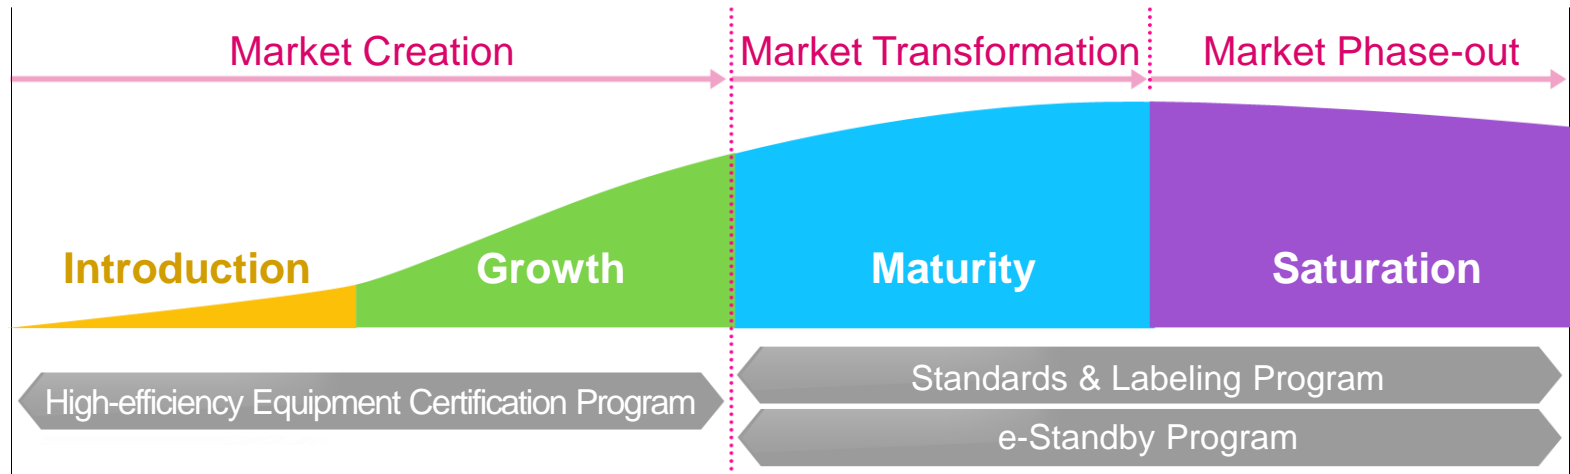 Market Creation
Market Transformation
Market Phase-out
Introduction
Growth
Maturity
Saturation
High-efficiency Equipment Certification Program
Standards & Labeling Program
e-Standby Program